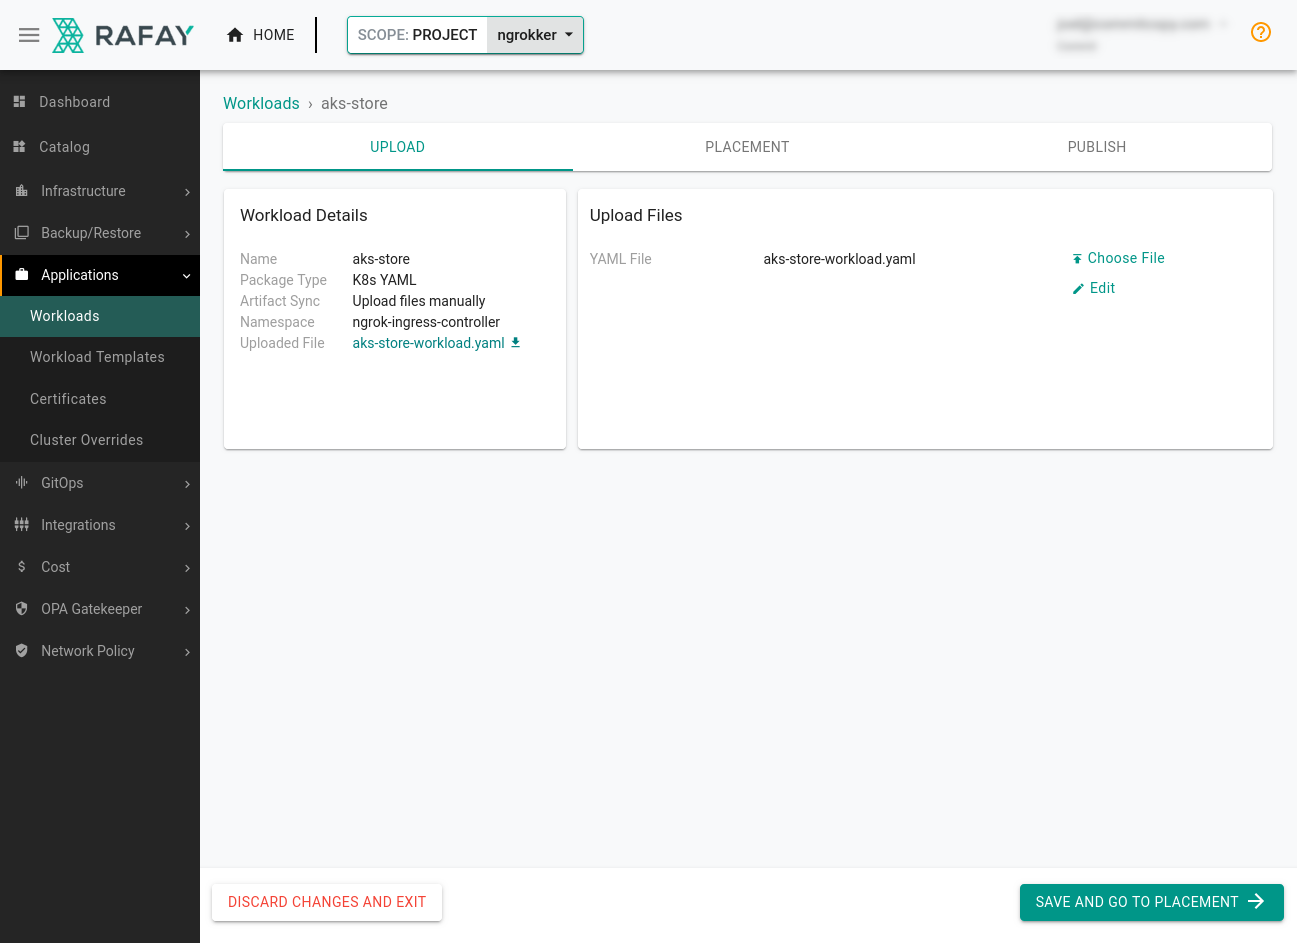 RAFAY
HOME
SCOPE: PROJECT ngrokker
Dashboard
Catalog
Infrastructure
Backup/Restore
Applications
Workloads
Workload Templates
Certificates
Cluster Overrides
GitOps
Integrations
Cost
OPA Gatekeeper
Network Policy
Workloads › aks-store
UPLOAD PLACEMENT PUBLISH
Workload Details
Name aks-store
Package Type K8s YAML
Artifact Sync Upload files manually
Namespace ngrok-ingress-controller
Uploaded File aks-store-workload.yaml
Upload Files
YAML File aks-store-workload.yaml Choose File
Edit
DISCARD CHANGES AND EXIT SAVE AND GO TO PLACEMENT